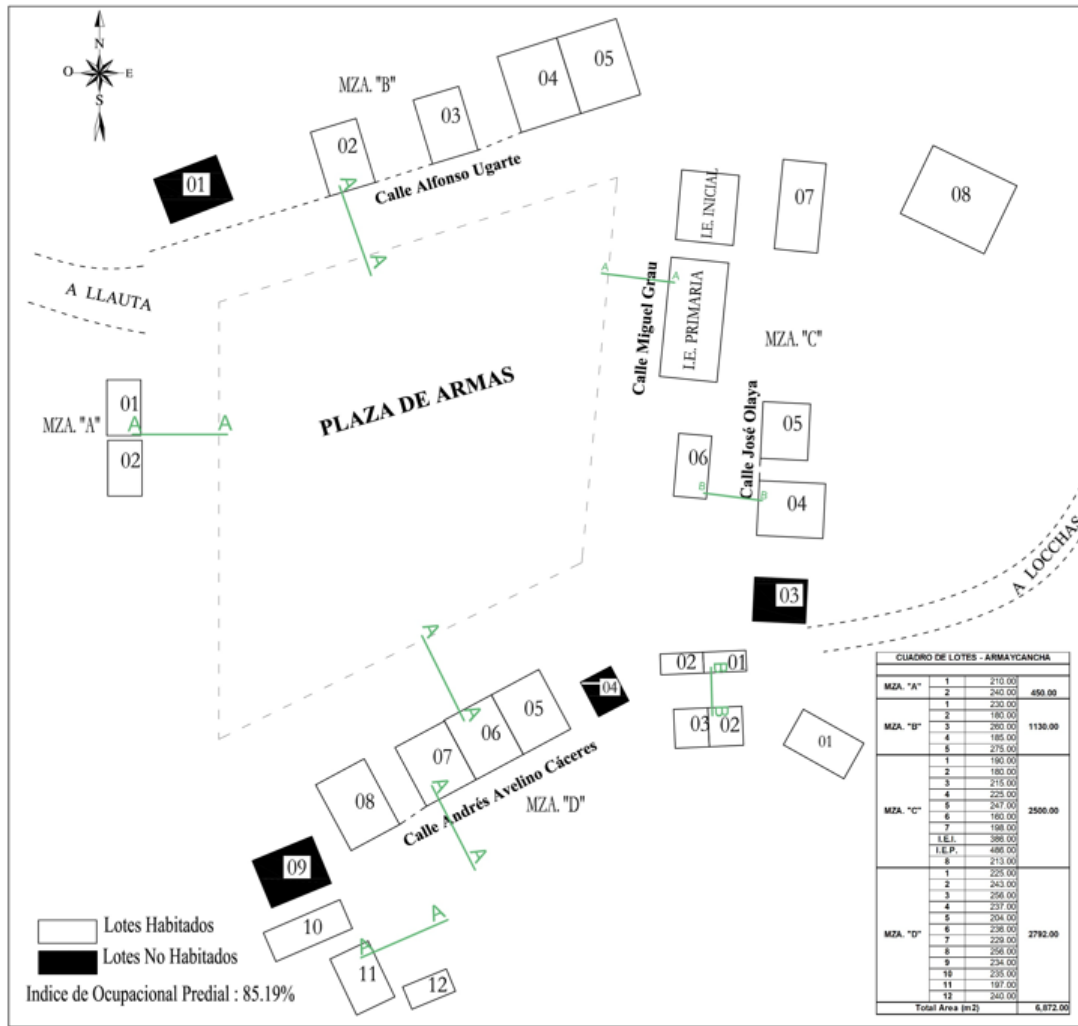 N
O E
S
MZA. "B"
01
02
03
04
05
Calle Alfonso Ugarte
A
A
A LLAUTA
I.E. INICIAL
07
08
A
A
Calle Miguel Grau
I.E. PRIMARIA
MZA. "C"
PLAZA DE ARMAS
MZA. "A"
01
A
A
02
Calle José Olaya
05
06
B
B
04
03
A LOCCHAS
02
01
B
B
03
02
01
A
A
04
05
06
07
08
A
A
Calle Andrés Avelino Cáceres
MZA. "D"
09
10
A
A
11
12
Lotes Habitados
Lotes No Habitados
Indice de Ocupacional Predial : 85.19%
CUADRO DE LOTES - ARMAYCANCHA
MZA. "A" 1 210.00 450.00
2 240.00
MZA. "B" 1 230.00 1130.00
2 180.00
3 260.00
4 185.00
5 275.00
MZA. "C" 1 190.00 2500.00
2 180.00
3 215.00
4 225.00
5 247.00
6 160.00
7 198.00
I.E.I. 386.00
I.E.P. 486.00
8 213.00
MZA. "D" 1 225.00 2792.00
2 243.00
3 256.00
4 237.00
5 204.00
6 236.00
7 229.00
8 256.00
9 234.00
10 235.00
11 197.00
12 240.00
Total Area (m2) 6,872.00